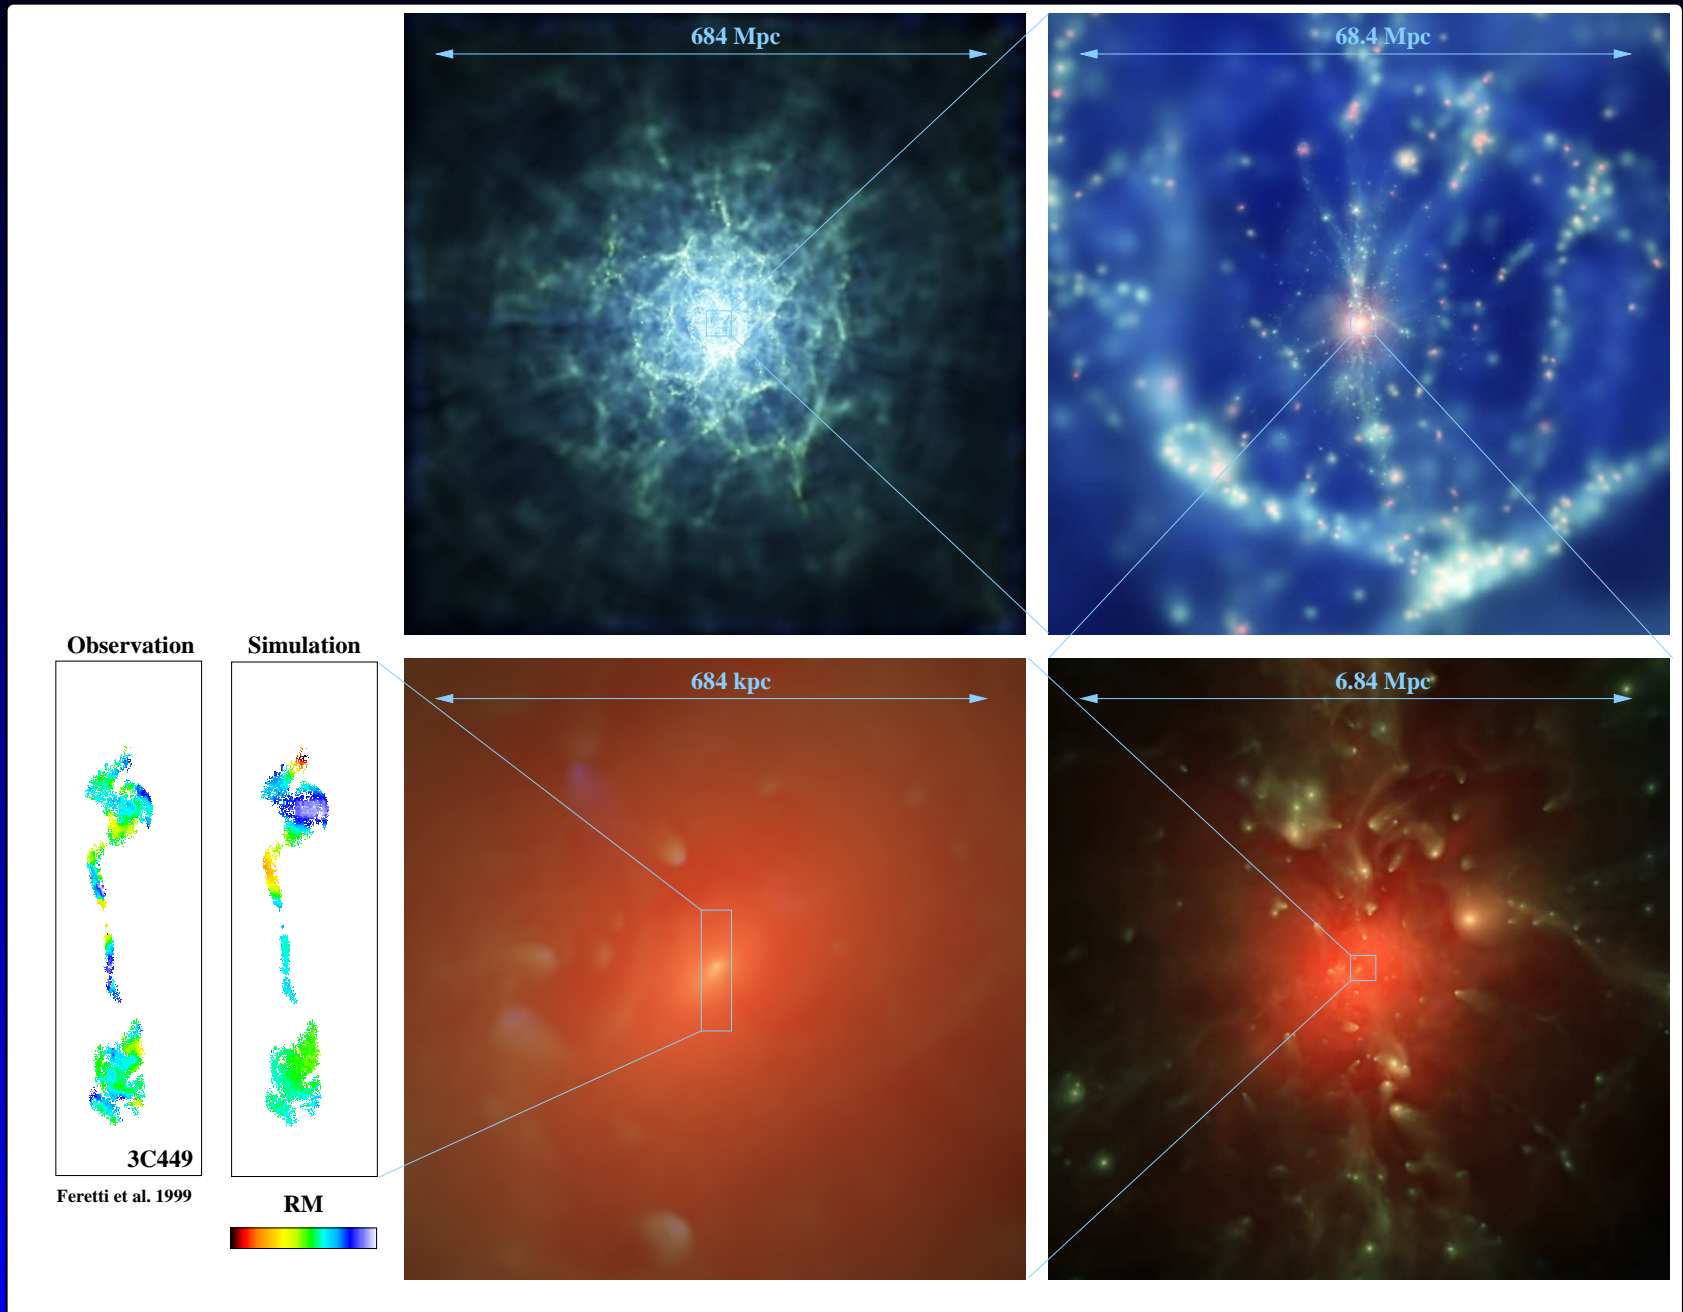 684 Mpc
68.4 Mpc
Observation
Simulation
684 kpc
6.84 Mpc
3C449
Feretti et al. 1999
RM